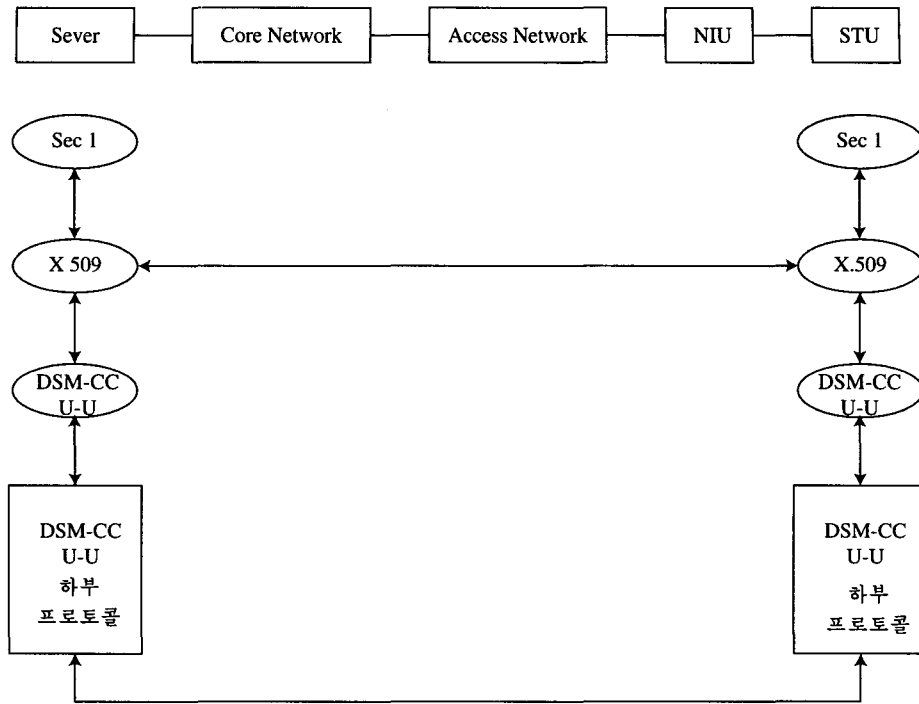 Sever Core Network Access Network NIU STU
Sec 1 Sec 1
X 509 X.509
DSM-CC DSM-CC
U-U U-U
DSM-CC DSM-CC
U-U U-U
하부 하부
프로토콜 프로토콜